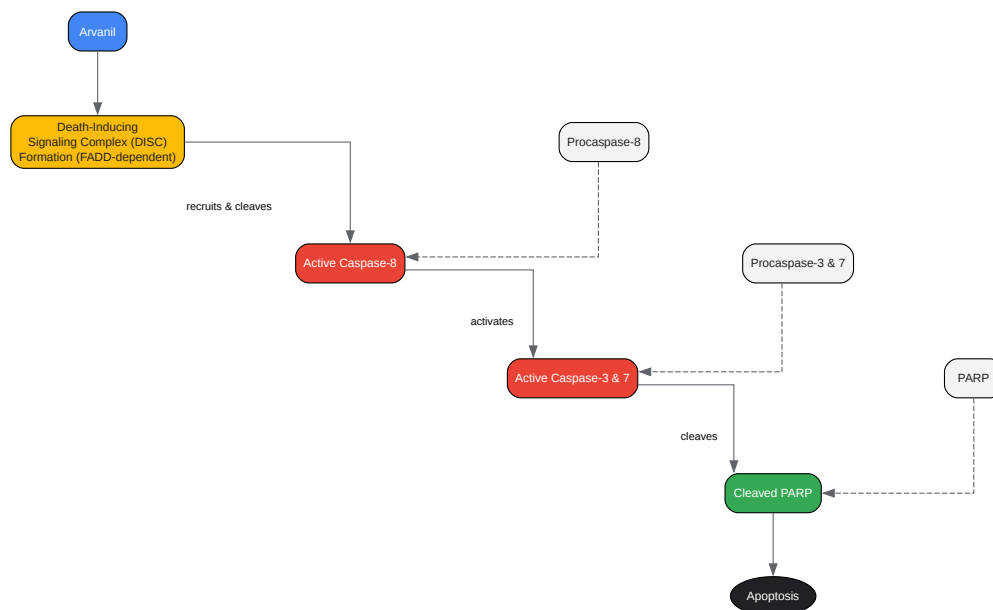 Arvanil
Death-Inducing
Signaling Complex (DISC)
Formation (FADD-dependent)
Procaspase-8
recruits & cleaves
Active Caspase-8
Procaspase-3 & 7
activates
Active Caspase-3 & 7
PARP
cleaves
Cleaved PARP
Apoptosis